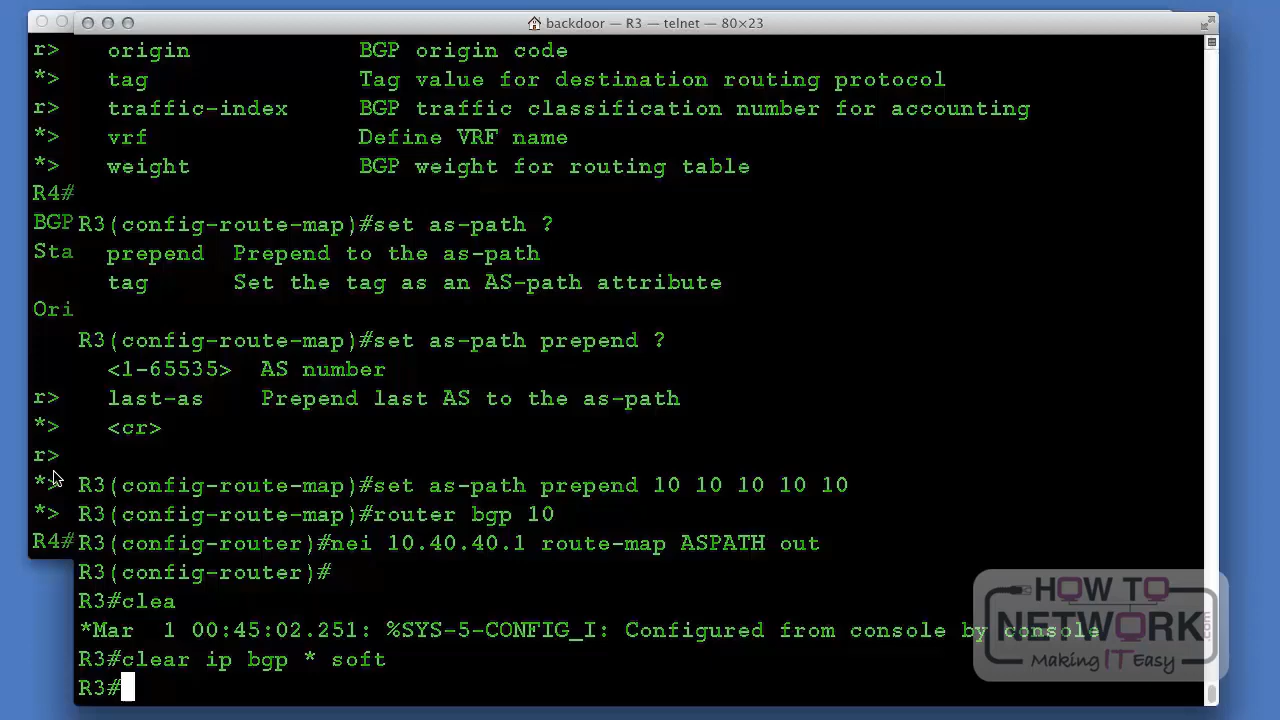 backdoor — R3 — telnet — 80×23
r> origin BGP origin code
*> tag Tag value for destination routing protocol
r> traffic-index BGP traffic classification number for accounting
*> vrf Define VRF name
*> weight BGP weight for routing table
R4#
BGP R3(config-route-map)#set as-path ?
Sta prepend Prepend to the as-path
tag Set the tag as an AS-path attribute
Ori
R3(config-route-map)#set as-path prepend ?
<1-65535> AS number
r> last-as Prepend last AS to the as-path
*> <cr>
r>
*> R3(config-route-map)#set as-path prepend 10 10 10 10 10
*> R3(config-route-map)#router bgp 10
R4# R3(config-router)#nei 10.40.40.1 route-map ASPATH out
R3(config-router)#
R3#clea
*Mar 1 00:45:02.251: %SYS-5-CONFIG_I: Configured from console by console
R3#clear ip bgp * soft
R3#
HOW TO
NETWORK.com
Making IT Easy